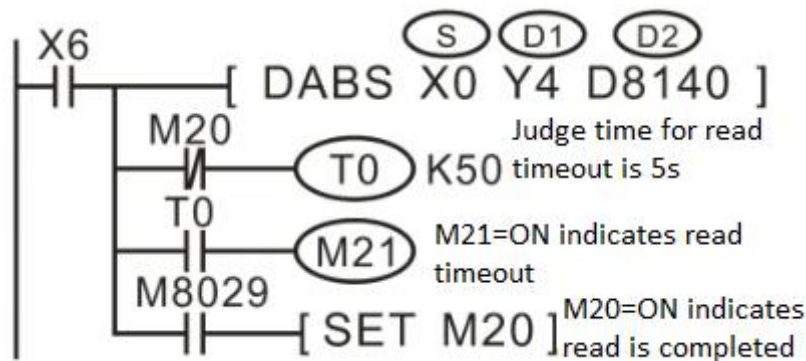 X6
S D1 D2
[ DABS X0 Y4 D8140 ]
M20
T0 K50
Judge time for read
timeout is 5s
T0
M21
M21=ON indicates read
timeout
M8029
[ SET M20 ]
M20=ON indicates
read is completed